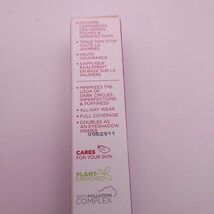 L'APPARENCE
DES CERNES,
POCHES &
IMPERFECTIONS
• TENUE NON-STOP
TOUTE LA
JOURNÉE
• HAUTE
COUVRANCE
• S'APPLIQUE
ÉGALEMENT
EN BASE SUR LA
PAUPIÈRE
• MINIMIZES THE
LOOK OF
DARK CIRCLES,
IMPERFECTIONS
& PUFFINESS
• ALL-DAY WEAR
• FULL COVERAGE
• DOUBLES AS
AN EYESHADOW
PRIMER
CARES
FOR YOUR SKIN
PLANT
ANTI-POLLUTION
COMPLEX